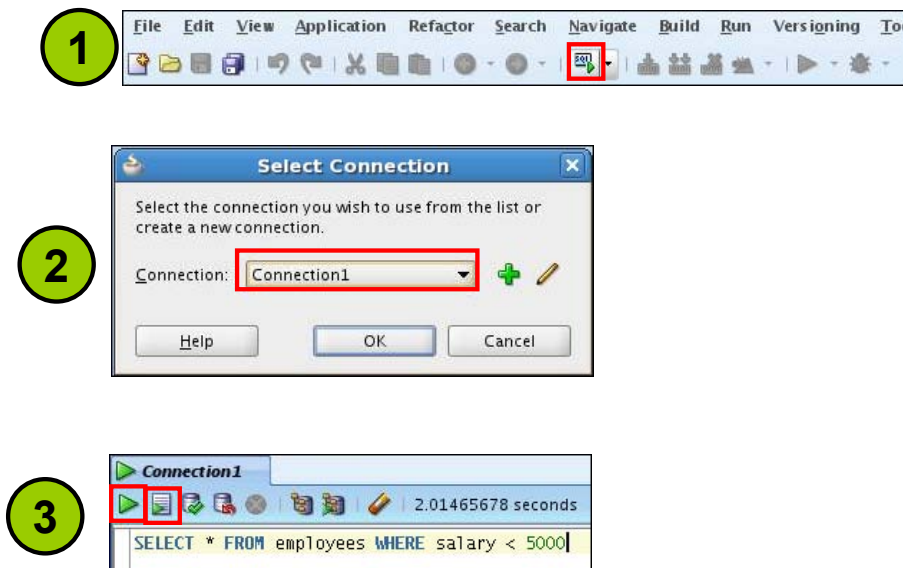 1
File Edit View Application Refactor Search Navigate Build Run Versioning
SQL
2
Select Connection
Select the connection you wish to use from the list or
create a new connection.
Connection: Connection1
Help OK Cancel
3
Connection1
2.01465678 seconds
SELECT * FROM employees WHERE salary < 5000